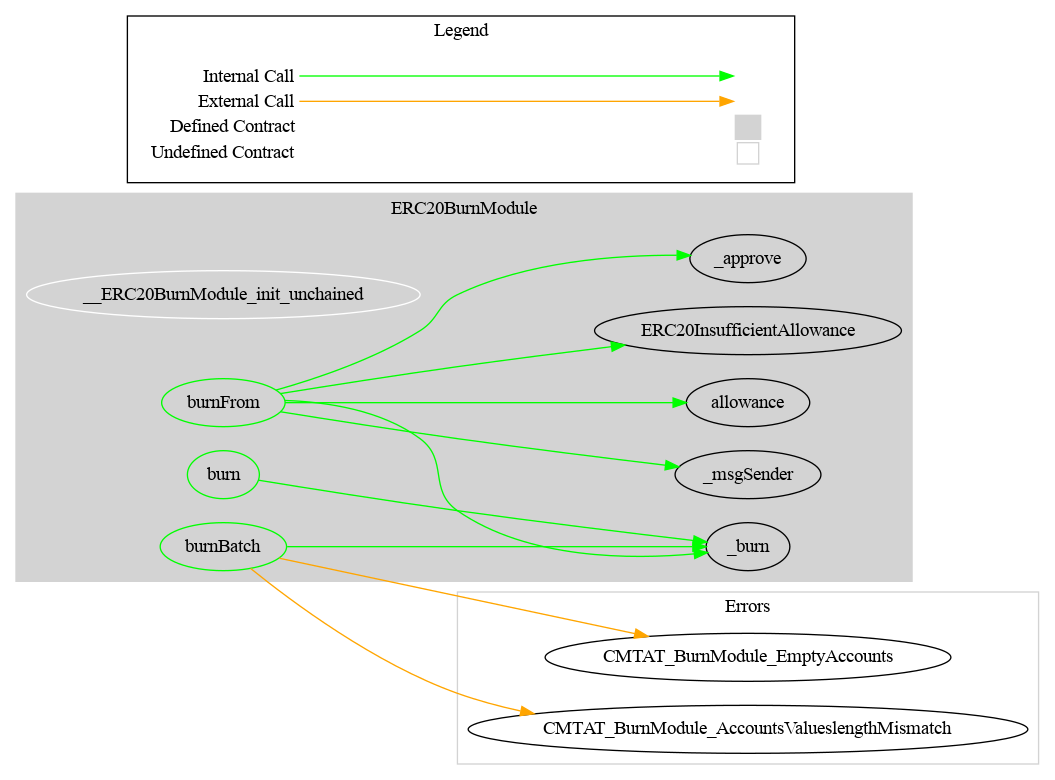 Legend
Internal Call
External Call
Defined Contract
Undefined Contract
ERC20BurnModule
_approve
__ERC20BurnModule_init_unchained
ERC20InsufficientAllowance
burnFrom
allowance
burn
_msgSender
burnBatch
_burn
Errors
CMTAT_BurnModule_EmptyAccounts
CMTAT_BurnModule_AccountsValueslengthMismatch